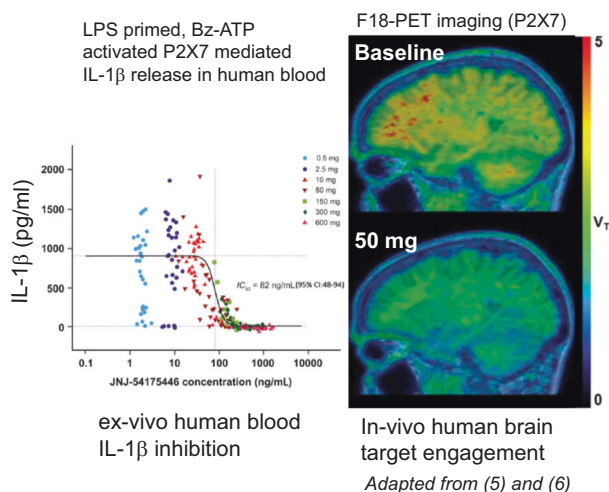 LPS primed, Bz-ATP
activated P2X7 mediated
IL-1β release in human blood
IL-1β (pg/ml)
2000
1500
1000
500
0
0.5 mg
2.5 mg
10 mg
50 mg
150 mg
300 mg
600 mg
IC50 = 82 ng/mL(95% CI:48-94)
0.1
1
10
100
1000
10000
JNJ-54175446 concentration (ng/mL)
ex-vivo human blood
IL-1β inhibition
F18-PET imaging (P2X7)
Baseline
50 mg
5
VT
0
In-vivo human brain
target engagement
Adapted from (5) and (6)